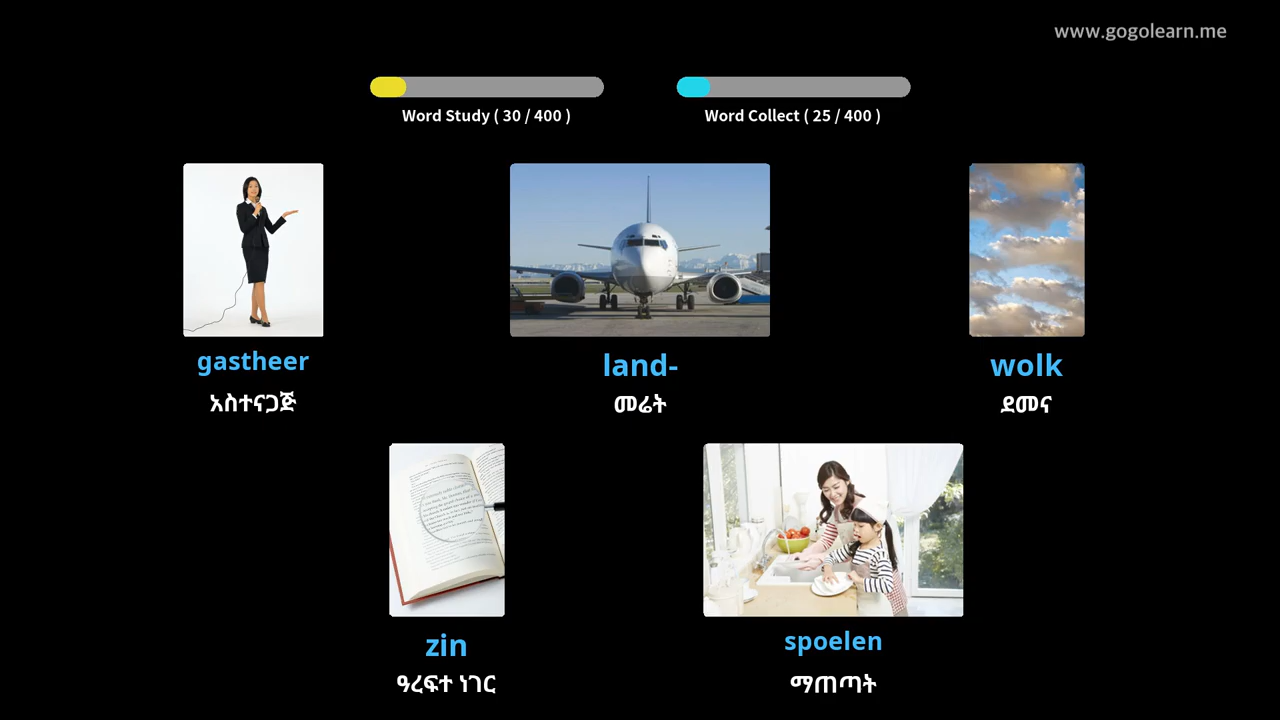 www.gogolearn.me
Word Study ( 30 / 400 )
Word Collect ( 25 / 400 )
gastheer
አስተናጋጅ
land-
መሬት
wolk
ደመና
zin
ዓረፍተ ነገር
spoelen
ማጠጣት